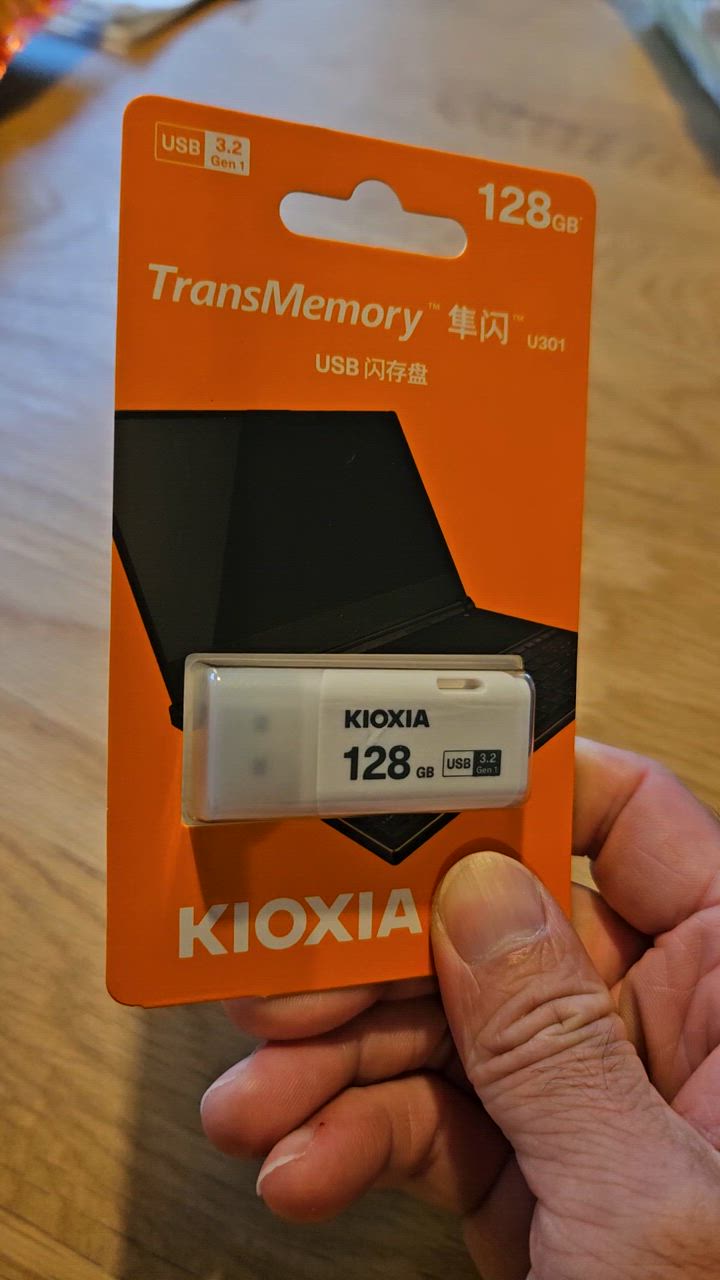 USB 3.2 Gen 1
128GB*
TransMemory™ 隼闪™ U301
USB 闪存盘
KIOXIA
128 GB USB 3.2 Gen 1
KIOXIA